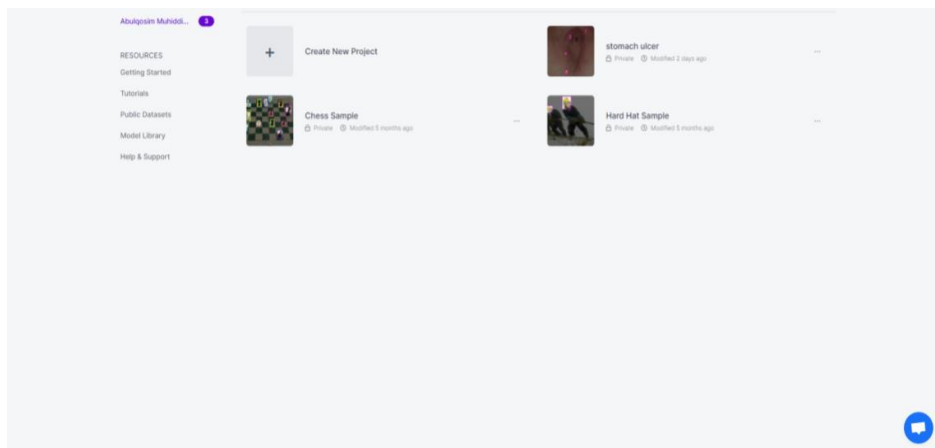 Abulqosim Muhiddi... 3
RESOURCES
Getting Started
Tutorials
Public Datasets
Model Library
Help & Support
+ Create New Project
stomach ulcer
Private Modified 2 days ago
...
Chess Sample
Private Modified 5 months ago
...
Hard Hat Sample
Private Modified 5 months ago
...